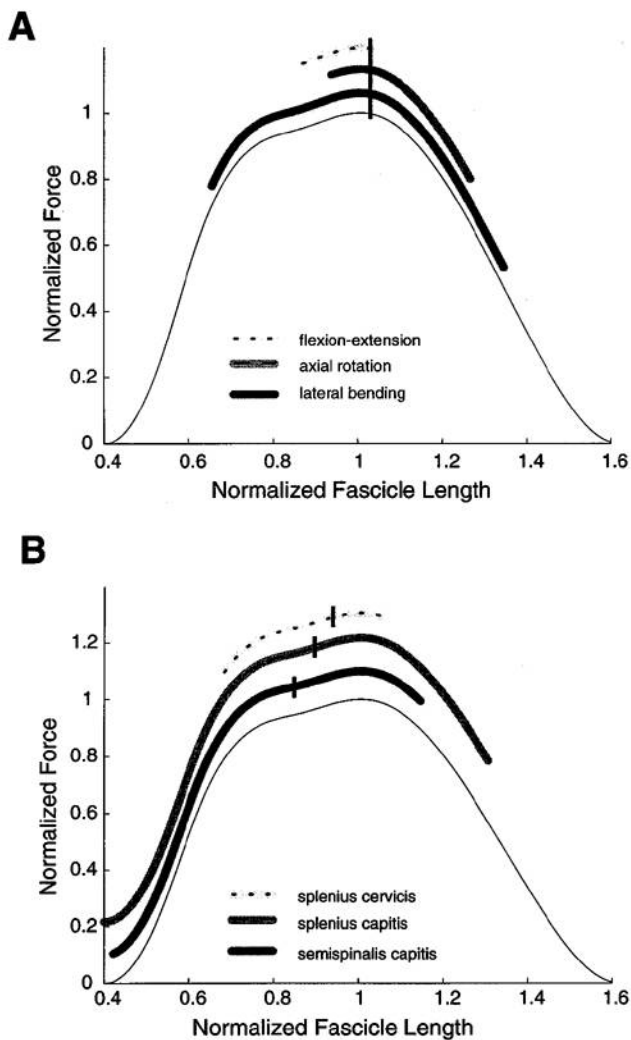 A
1
0.8
0.6
0.4
0.2
0
Normalized Force
flexion-extension
axial rotation
lateral bending
0.4 0.6 0.8 1 1.2 1.4 1.6
Normalized Fascicle Length
B
1.2
1
0.8
0.6
0.4
0.2
0
Normalized Force
splenius cervicis
splenius capitis
semispinalis capitis
0.4 0.6 0.8 1 1.2 1.4 1.6
Normalized Fascicle Length